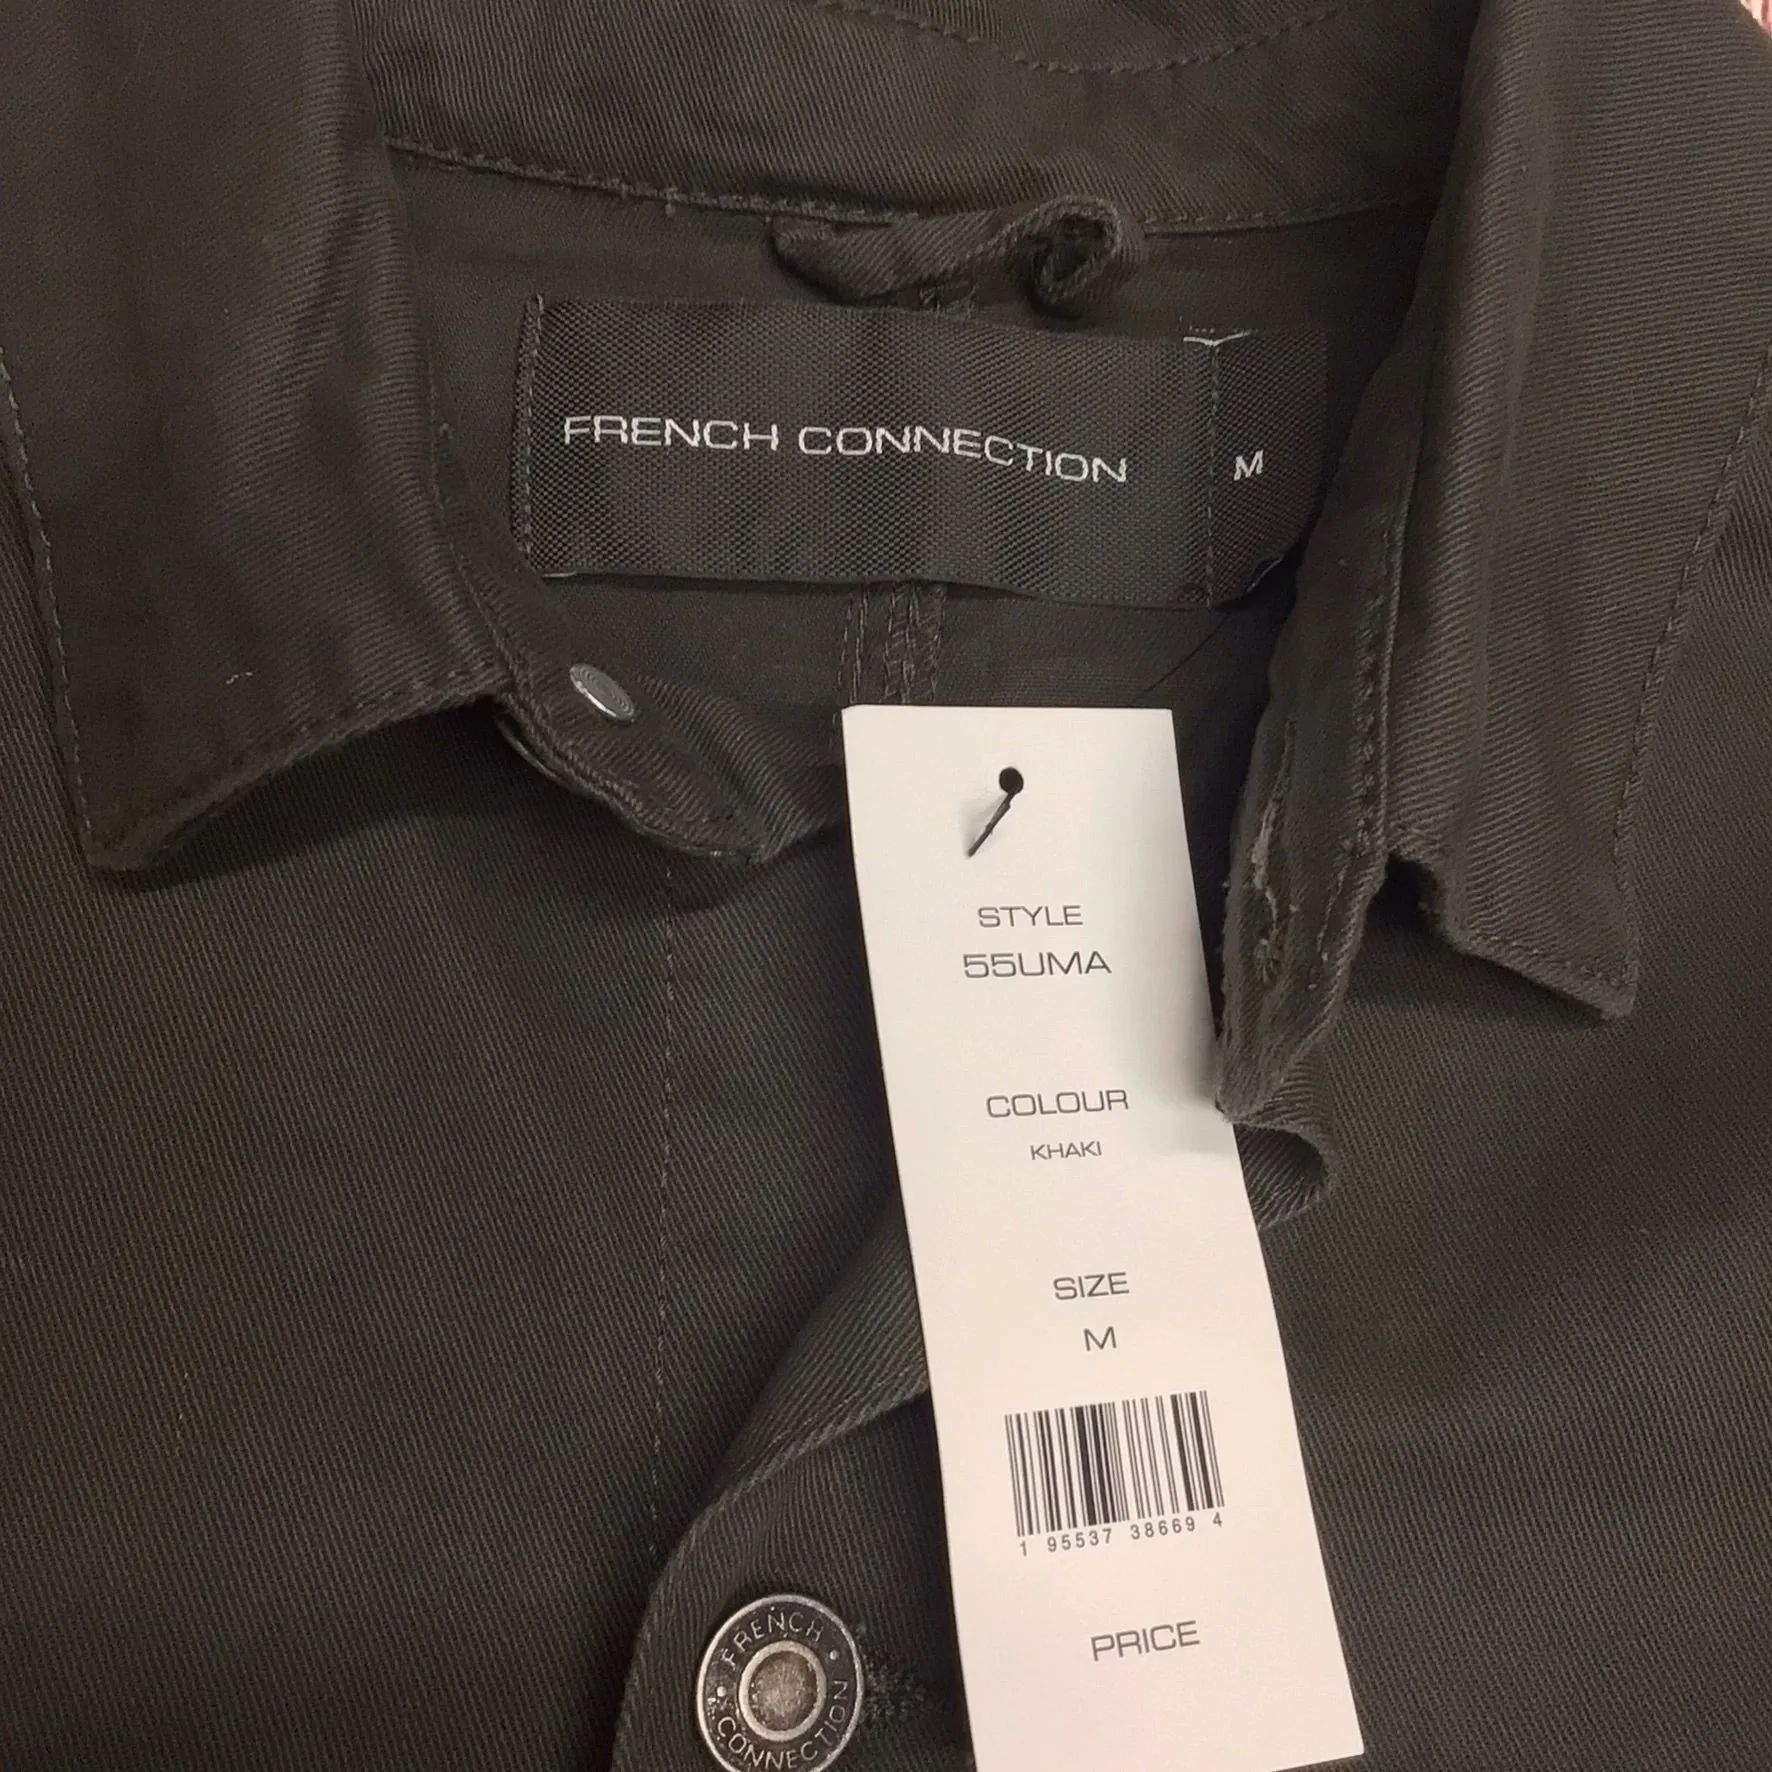 FRENCH CONNECTION M
STYLE
55UMA
COLOUR
KHAKI
SIZE
M
1 95537 38669 4
PRICE
FRENCH CONNECTION